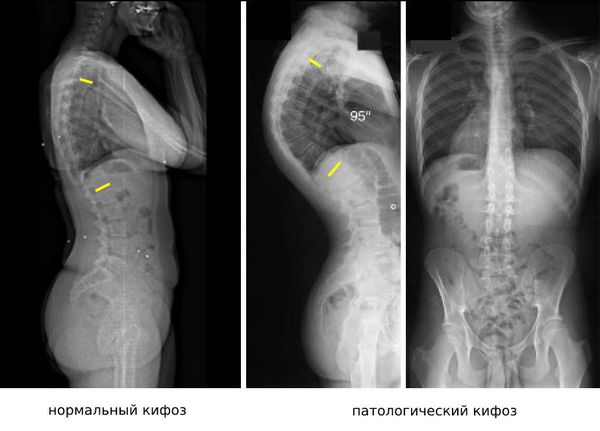 95°
нормальный кифоз
патологический кифоз